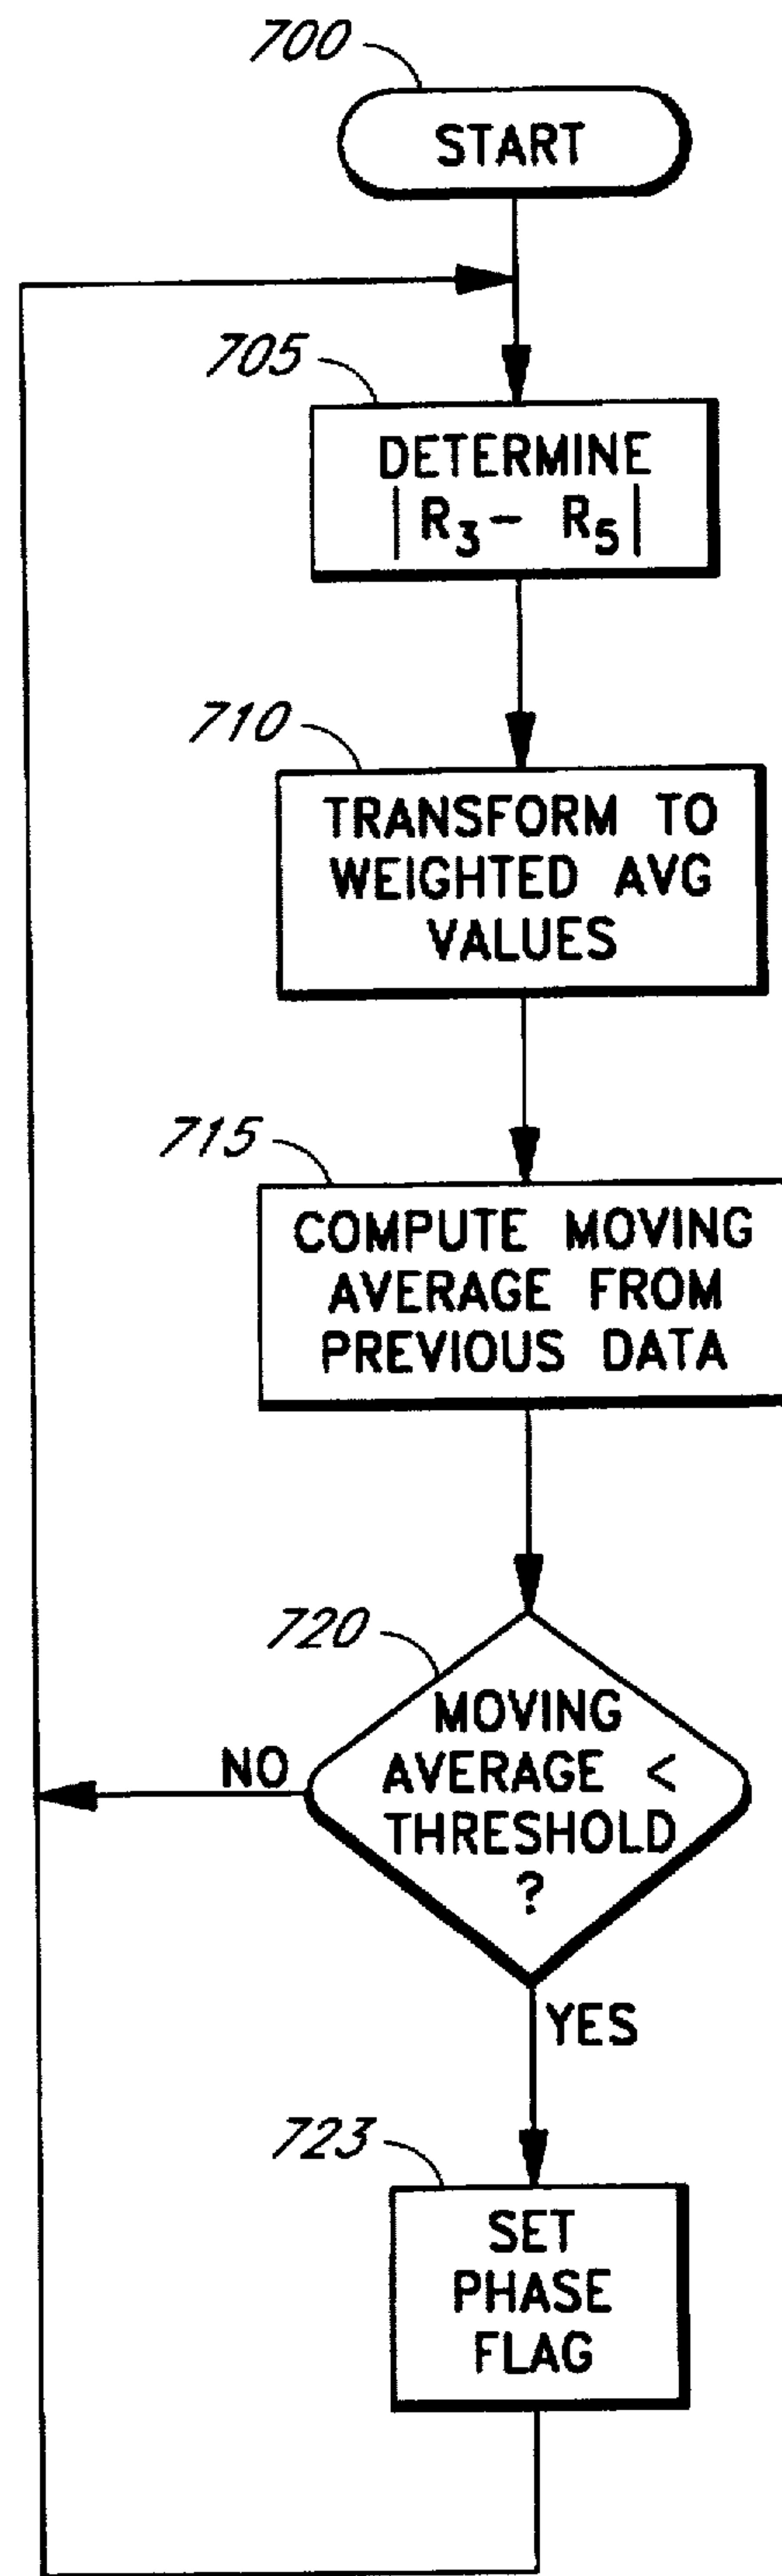 700
START
705
DETERMINE
|R₃ - R₅|
710
TRANSFORM TO
WEIGHTED AVG
VALUES
715
COMPUTE MOVING
AVERAGE FROM
PREVIOUS DATA
720
MOVING
AVERAGE <
THRESHOLD
?
NO
YES
723
SET
PHASE
FLAG